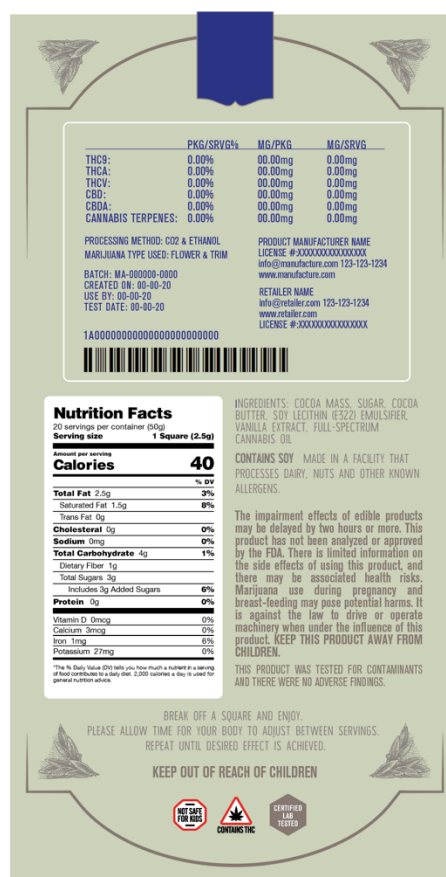 PKG/SRVG% MG/PKG MG/SRVG
THC9: 0.00% 00.00mg 0.00mg
THCA: 0.00% 00.00mg 0.00mg
THCV: 0.00% 00.00mg 0.00mg
CBD: 0.00% 00.00mg 0.00mg
CBDA: 0.00% 00.00mg 0.00mg
CANNABIS TERPENES: 0.00% 00.00mg 0.00mg
PROCESSING METHOD: CO2 & ETHANOL
MARIJUANA TYPE USED: FLOWER & TRIM
BATCH: MA-000000-0000
CREATED ON: 00-00-20
USE BY: 00-00-20
TEST DATE: 00-00-20
PRODUCT MANUFACTURER NAME
LICENSE #:XXXXXXXXXXXXXXX
info@manufacture.com 123-123-1234
www.manufacture.com
RETAILER NAME
info@retailer.com 123-123-1234
www.retailer.com
LICENSE #:XXXXXXXXXXXXXXX
1A0000000000000000000000
Nutrition Facts
20 servings per container (50g)
Serving size 1 Square (2.5g)
Amount per serving
Calories 40
% DV
Total Fat 2.5g 3%
Saturated Fat 1.5g 8%
Trans Fat 0g
Cholesterol 0g 0%
Sodium 0mg 0%
Total Carbohydrate 4g 1%
Dietary Fiber 1g
Total Sugars 3g
Includes 3g Added Sugars 6%
Protein 0g 0%
Vitamin D 0mcg 0%
Calcium 3mcg 0%
Iron 1mg 6%
Potassium 27mg 0%
*The % Daily Value (DV) tells you how much a nutrient in a serving
of food contributes to a daily diet. 2,000 calories a day is used for
general nutrition advice.
INGREDIENTS: COCOA MASS, SUGAR, COCOA
BUTTER, SOY LECITHIN (E322) EMULSIFIER,
VANILLA EXTRACT. FULL-SPECTRUM
CANNABIS OIL
CONTAINS SOY MADE IN A FACILITY THAT
PROCESSES DAIRY, NUTS AND OTHER KNOWN
ALLERGENS.
The impairment effects of edible products
may be delayed by two hours or more. This
product has not been analyzed or approved
by the FDA. There is limited information on
the side effects of using this product, and
there may be associated health risks.
Marijuana use during pregnancy and
breast-feeding may pose potential harms. It
is against the law to drive or operate
machinery when under the influence of this
product. KEEP THIS PRODUCT AWAY FROM
CHILDREN.
THIS PRODUCT WAS TESTED FOR CONTAMINANTS
AND THERE WERE NO ADVERSE FINDINGS.
BREAK OFF A SQUARE AND ENJOY.
PLEASE ALLOW TIME FOR YOUR BODY TO ADJUST BETWEEN SERVINGS.
REPEAT UNTIL DESIRED EFFECT IS ACHIEVED.
KEEP OUT OF REACH OF CHILDREN
NOT SAFE
FOR KIDS
CONTAINS THC
CERTIFIED
LAB
TESTED